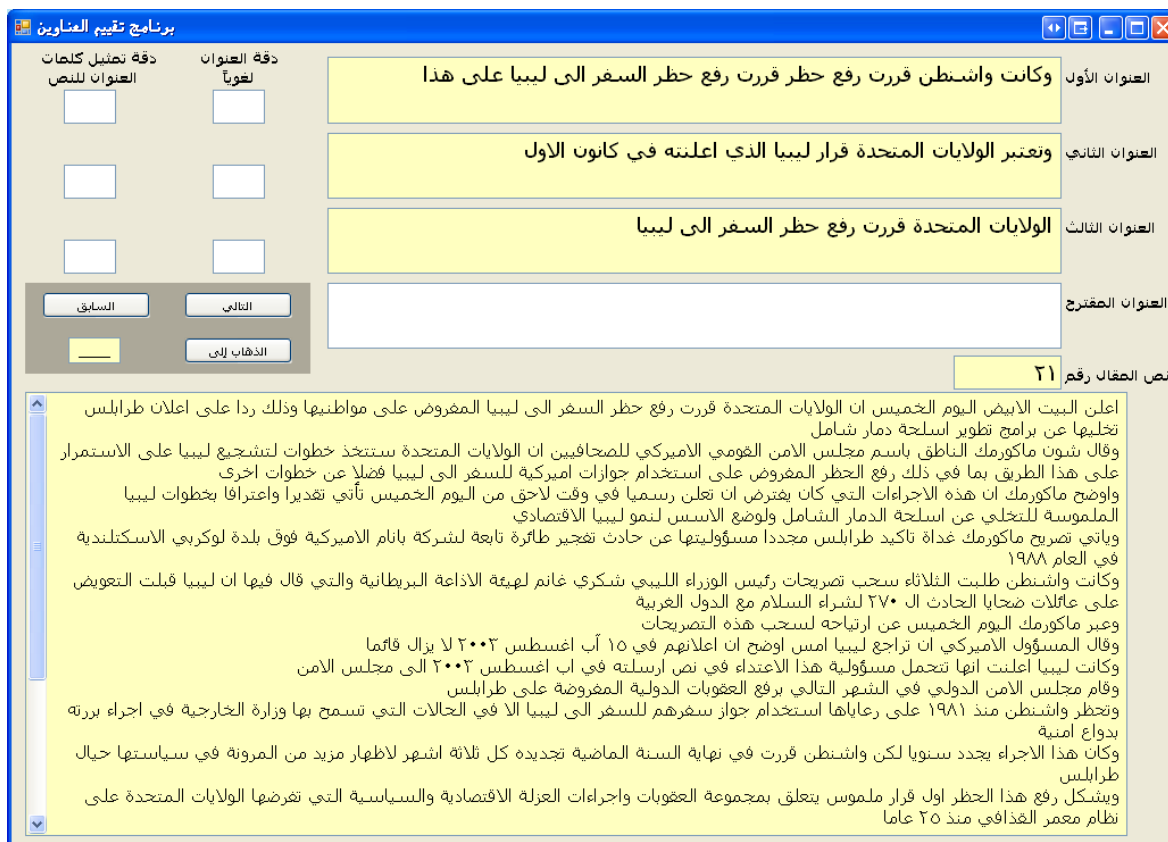 برنامج تقييم العناوين
دقة العنوان لغوياً
دقة تمثيل كلمات العنوان للنص
العنوان الأول
وكانت واشنطن قررت رفع حظر قررت رفع حظر السفر الى ليبيا على هذا
العنوان الثاني
وتعتبر الولايات المتحدة قرار ليبيا الذي اعلنته في كانون الاول
العنوان الثالث
الولايات المتحدة قررت رفع حظر السفر الى ليبيا
العنوان المقترح
التالي
السابق
الذهاب إلى
نص المقال رقم
٢١
اعلن البيت الابيض اليوم الخميس ان الولايات المتحدة قررت رفع حظر السفر الى ليبيا المفروض على مواطنيها وذلك ردا على اعلان طرابلس
تخليها عن برامج تطوير اسلحة دمار شامل
وقال شون ماكورمك الناطق باسم مجلس الامن القومي الاميركي للصحافيين ان الولايات المتحدة ستتخذ خطوات لتشجيع ليبيا على الاستمرار
على هذا الطريق بما في ذلك رفع الحظر المفروض على استخدام جوازات اميركية للسفر الى ليبيا فضلا عن خطوات اخرى
واوضح ماكورمك ان هذه الاجراءات التي كان يفترض ان تعلن رسميا في وقت لاحق من اليوم الخميس تأتي تقديرا واعترافا بخطوات ليبيا
الملموسة للتخلي عن اسلحة الدمار الشامل ولوضع الاسس لنمو ليبيا الاقتصادي
وياتي تصريح ماكورمك غداة تاكيد طرابلس مجددا مسؤوليتها عن حادث تفجير طائرة تابعة لشركة بانام الاميركية فوق بلدة لوكربي الاسكتلندية
في العام ١٩٨٨
وكانت واشنطن طلبت الثلاثاء سحب تصريحات رئيس الوزراء الليبي شكري غانم لهيئة الاذاعة البريطانية والتي قال فيها ان ليبيا قبلت التعويض
على عائلات ضحايا الحادث ال ٢٧٠ لشراء السلام مع الدول الغربية
وعبر ماكورمك اليوم الخميس عن ارتياحه لسحب هذه التصريحات
وقال المسؤول الاميركي ان تراجع ليبيا امس اوضح ان اعلانهم في ١٥ آب اغسطس ٢٠٠٣ لا يزال قائما
وكانت ليبيا اعلنت انها تتحمل مسؤولية هذا الاعتداء في نص ارسلته في اب اغسطس ٢٠٠٣ الى مجلس الامن
وقام مجلس الامن الدولي في الشهر التالي برفع العقوبات الدولية المفروضة على طرابلس
وتحظر واشنطن منذ ١٩٨١ على رعاياها استخدام جواز سفرهم للسفر الى ليبيا الا في الحالات التي تسمح بها وزارة الخارجية في اجراء بررته
بدواع امنية
وكان هذا الاجراء يجدد سنويا لكن واشنطن قررت في نهاية السنة الماضية تجديده كل ثلاثة اشهر لاظهار مزيد من المرونة في سياستها حيال
طرابلس
ويشكل رفع هذا الحظر اول قرار ملموس يتعلق بمجموعة العقوبات واجراءات العزلة الاقتصادية والسياسية التي تفرضها الولايات المتحدة على
نظام معمر القذافي منذ ٢٥ عاما